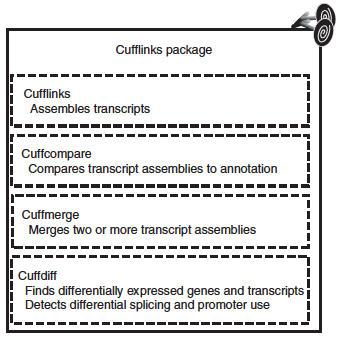 Cufflinks package
Cufflinks
Assembles transcripts
Cuffcompare
Compares transcript assemblies to annotation
Cuffmerge
Merges two or more transcript assemblies
Cuffdiff
Finds differentially expressed genes and transcripts
Detects differential splicing and promoter use